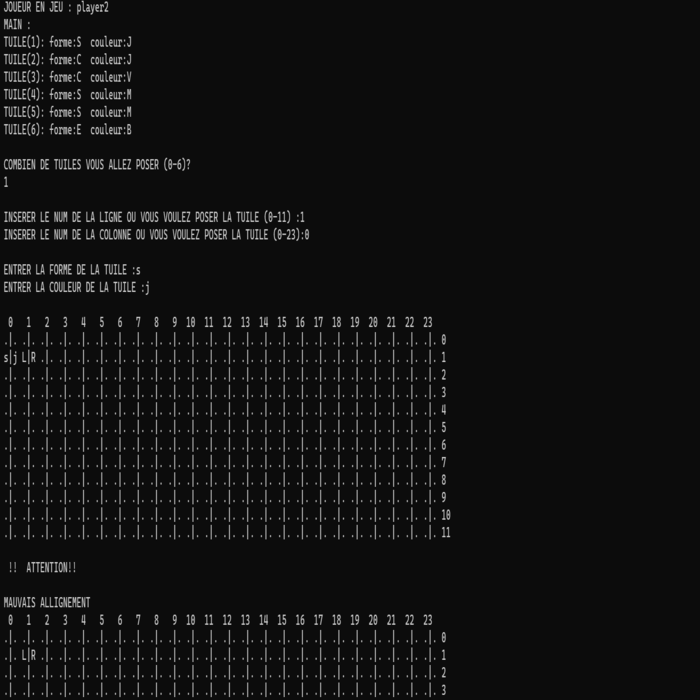 JOUEUR EN JEU : player2
MAIN :
TUILE(1): forme:S  couleur:J
TUILE(2): forme:C  couleur:J
TUILE(3): forme:C  couleur:V
TUILE(4): forme:S  couleur:M
TUILE(5): forme:S  couleur:M
TUILE(6): forme:E  couleur:B
COMBIEN DE TUILES VOUS ALLEZ POSER (0-6)?
1
INSERER LE NUM DE LA LIGNE OU VOUS VOULEZ POSER LA TUILE (0-11) :1
INSERER LE NUM DE LA COLONNE OU VOUS VOULEZ POSER LA TUILE (0-23):0
ENTRER LA FORME DE LA TUILE :s
ENTRER LA COULEUR DE LA TUILE :j
 0   1   2   3   4   5   6   7   8   9  10  11  12  13  14  15  16  17  18  19  20  21  22  23
.|. .|. .|. .|. .|. .|. .|. .|. .|. .|. .|. .|. .|. .|. .|. .|. .|. .|. .|. .|. .|. .|. .|. .|. 0
s|j L|R .|. .|. .|. .|. .|. .|. .|. .|. .|. .|. .|. .|. .|. .|. .|. .|. .|. .|. .|. .|. .|. .|. 1
.|. .|. .|. .|. .|. .|. .|. .|. .|. .|. .|. .|. .|. .|. .|. .|. .|. .|. .|. .|. .|. .|. .|. .|. 2
.|. .|. .|. .|. .|. .|. .|. .|. .|. .|. .|. .|. .|. .|. .|. .|. .|. .|. .|. .|. .|. .|. .|. .|. 3
.|. .|. .|. .|. .|. .|. .|. .|. .|. .|. .|. .|. .|. .|. .|. .|. .|. .|. .|. .|. .|. .|. .|. .|. 4
.|. .|. .|. .|. .|. .|. .|. .|. .|. .|. .|. .|. .|. .|. .|. .|. .|. .|. .|. .|. .|. .|. .|. .|. 5
.|. .|. .|. .|. .|. .|. .|. .|. .|. .|. .|. .|. .|. .|. .|. .|. .|. .|. .|. .|. .|. .|. .|. .|. 6
.|. .|. .|. .|. .|. .|. .|. .|. .|. .|. .|. .|. .|. .|. .|. .|. .|. .|. .|. .|. .|. .|. .|. .|. 7
.|. .|. .|. .|. .|. .|. .|. .|. .|. .|. .|. .|. .|. .|. .|. .|. .|. .|. .|. .|. .|. .|. .|. .|. 8
.|. .|. .|. .|. .|. .|. .|. .|. .|. .|. .|. .|. .|. .|. .|. .|. .|. .|. .|. .|. .|. .|. .|. .|. 9
.|. .|. .|. .|. .|. .|. .|. .|. .|. .|. .|. .|. .|. .|. .|. .|. .|. .|. .|. .|. .|. .|. .|. .|. 10
.|. .|. .|. .|. .|. .|. .|. .|. .|. .|. .|. .|. .|. .|. .|. .|. .|. .|. .|. .|. .|. .|. .|. .|. 11
!!  ATTENTION!!
MAUVAIS ALLIGNEMENT
 0   1   2   3   4   5   6   7   8   9  10  11  12  13  14  15  16  17  18  19  20  21  22  23
.|. .|. .|. .|. .|. .|. .|. .|. .|. .|. .|. .|. .|. .|. .|. .|. .|. .|. .|. .|. .|. .|. .|. .|. 0
.|. L|R .|. .|. .|. .|. .|. .|. .|. .|. .|. .|. .|. .|. .|. .|. .|. .|. .|. .|. .|. .|. .|. .|. 1
.|. .|. .|. .|. .|. .|. .|. .|. .|. .|. .|. .|. .|. .|. .|. .|. .|. .|. .|. .|. .|. .|. .|. .|. 2
.|. .|. .|. .|. .|. .|. .|. .|. .|. .|. .|. .|. .|. .|. .|. .|. .|. .|. .|. .|. .|. .|. .|. .|. 3